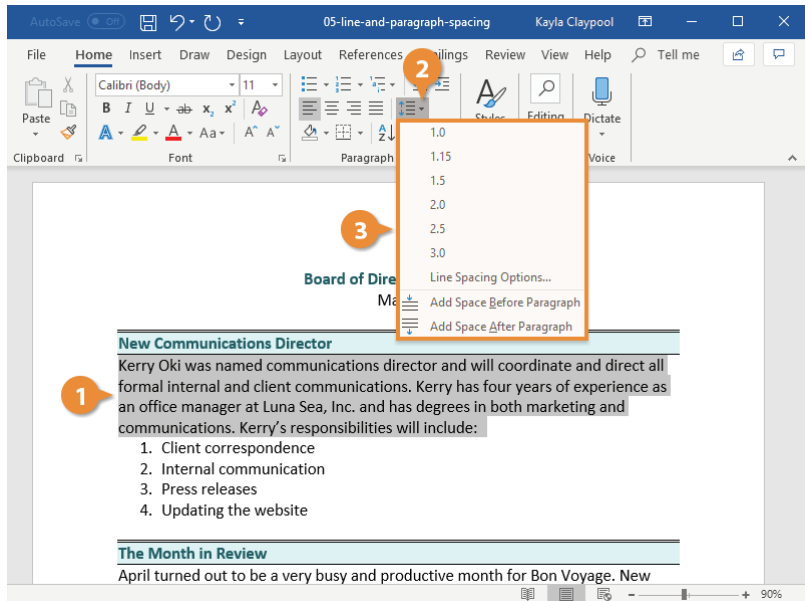 AutoSave Off 05-line-and-paragraph-spacing Kayla Claypool
File Home Insert Draw Design Layout References Review View Help Tell me
2
Calibri (Body) 11
Paste B I U ab x₂ x² A Styles Editing Dictate
A A Aa A A
Clipboard Font Paragraph Voice
1.0
1.15
1.5
2.0
2.5
3
3.0
Line Spacing Options...
Board of Dire
Ma
Add Space Before Paragraph
Add Space After Paragraph
New Communications Director
Kerry Oki was named communications director and will coordinate and direct all
formal internal and client communications. Kerry has four years of experience as
1
an office manager at Luna Sea, Inc. and has degrees in both marketing and
communications. Kerry’s responsibilities will include:
1. Client correspondence
2. Internal communication
3. Press releases
4. Updating the website
The Month in Review
April turned out to be a very busy and productive month for Bon Voyage. New
90%